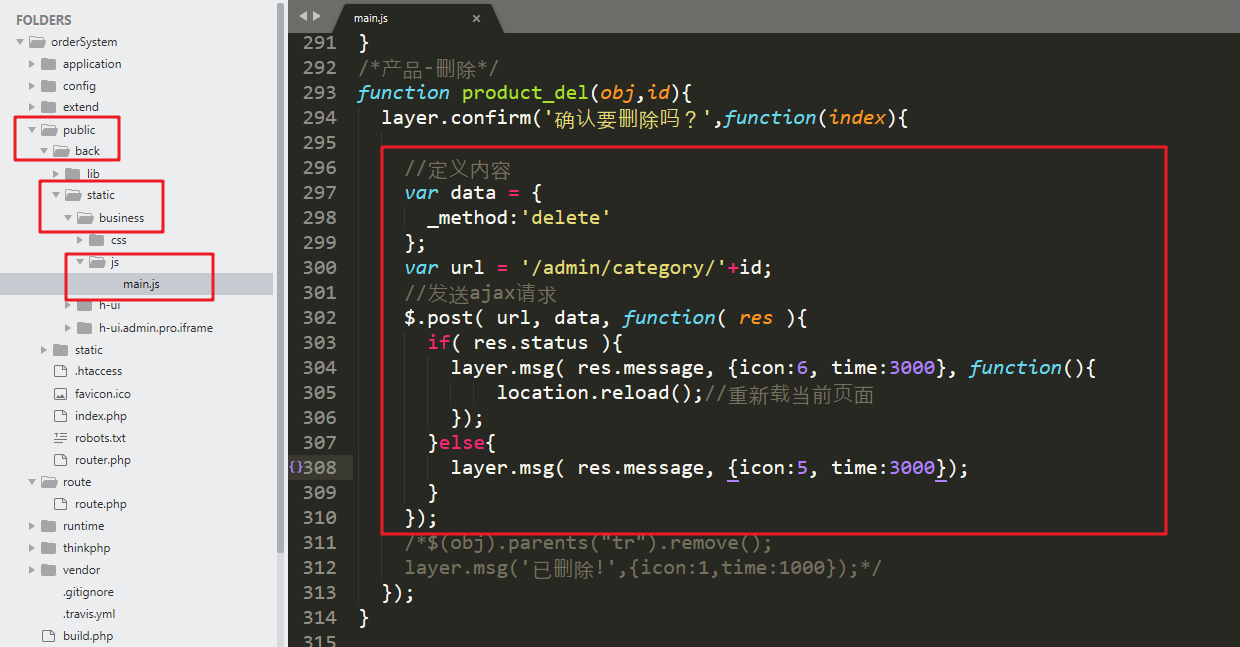 FOLDERS
orderSystem
application
config
extend
public
back
lib
static
business
css
js
main.js
h-ui
h-ui.admin.pro.iframe
static
.htaccess
favicon.ico
index.php
robots.txt
router.php
route
route.php
runtime
thinkphp
vendor
.gitignore
.travis.yml
build.php
main.js ×
291 }
292 /*产品-删除*/
293 function product_del(obj,id){
294 layer.confirm('确认要删除吗？',function(index){
295
296 //定义内容
297 var data = {
298 _method:'delete'
299 };
300 var url = '/admin/category/'+id;
301 //发送ajax请求
302 $.post( url, data, function( res ){
303 if( res.status ){
304 layer.msg( res.message, {icon:6, time:3000}, function(){
305 location.reload();//重新载当前页面
306 });
307 }else{
{}308 layer.msg( res.message, {icon:5, time:3000});
309 }
310 });
311 /*$(obj).parents("tr").remove();
312 layer.msg('已删除!',{icon:1,time:1000});*/
313 });
314 }
315